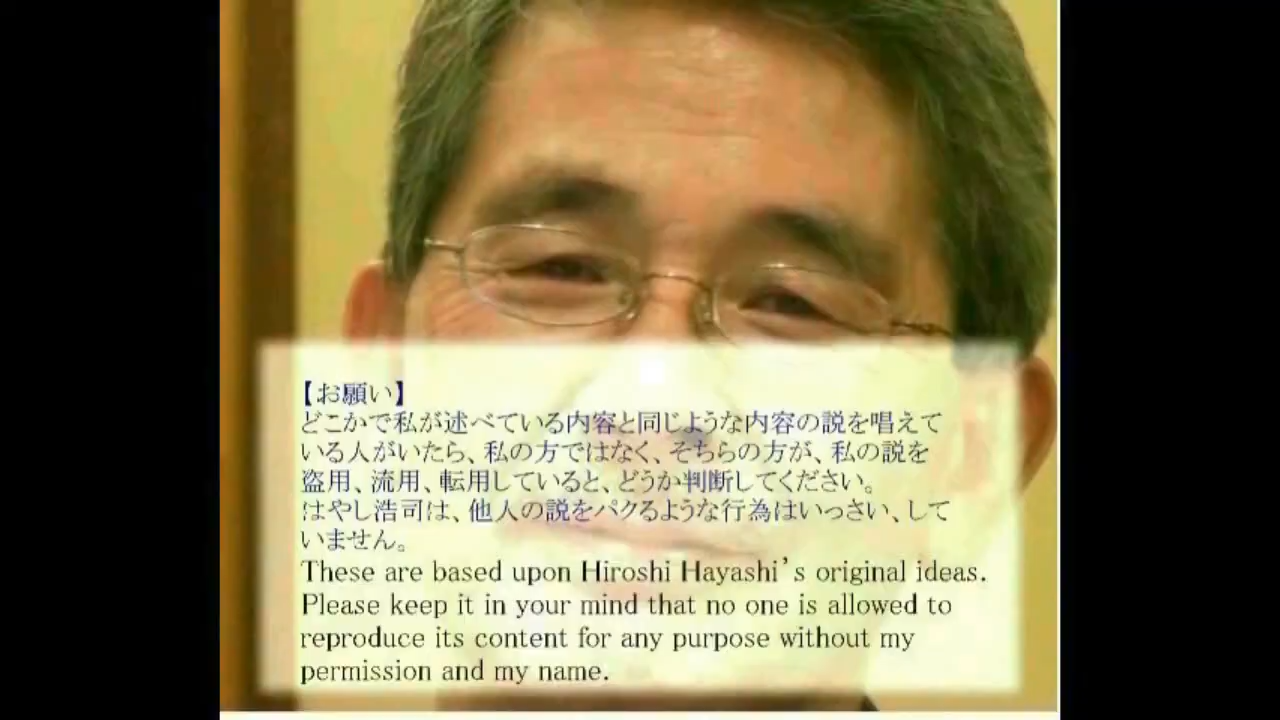 【お願い】
どこかで私が述べている内容と同じような内容の説を唱えて
いる人がいたら、私の方ではなく、そちらの方が、私の説を
盗用、流用、転用していると、どうか判断してください。
はやし浩司は、他人の説をパクるような行為はいっさい、して
いません。
These are based upon Hiroshi Hayashi’s original ideas.
Please keep it in your mind that no one is allowed to
reproduce its content for any purpose without my
permission and my name.